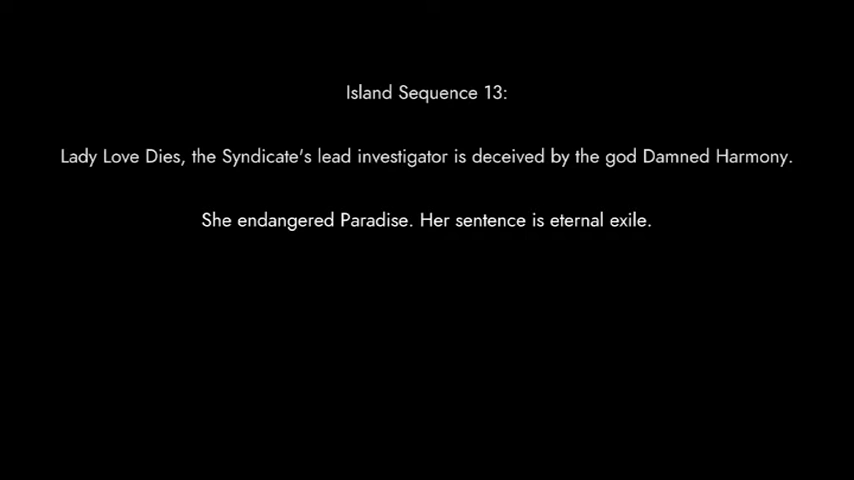 Island Sequence 13:
Lady Love Dies, the Syndicate's lead investigator is deceived by the god Damned Harmony.
She endangered Paradise. Her sentence is eternal exile.